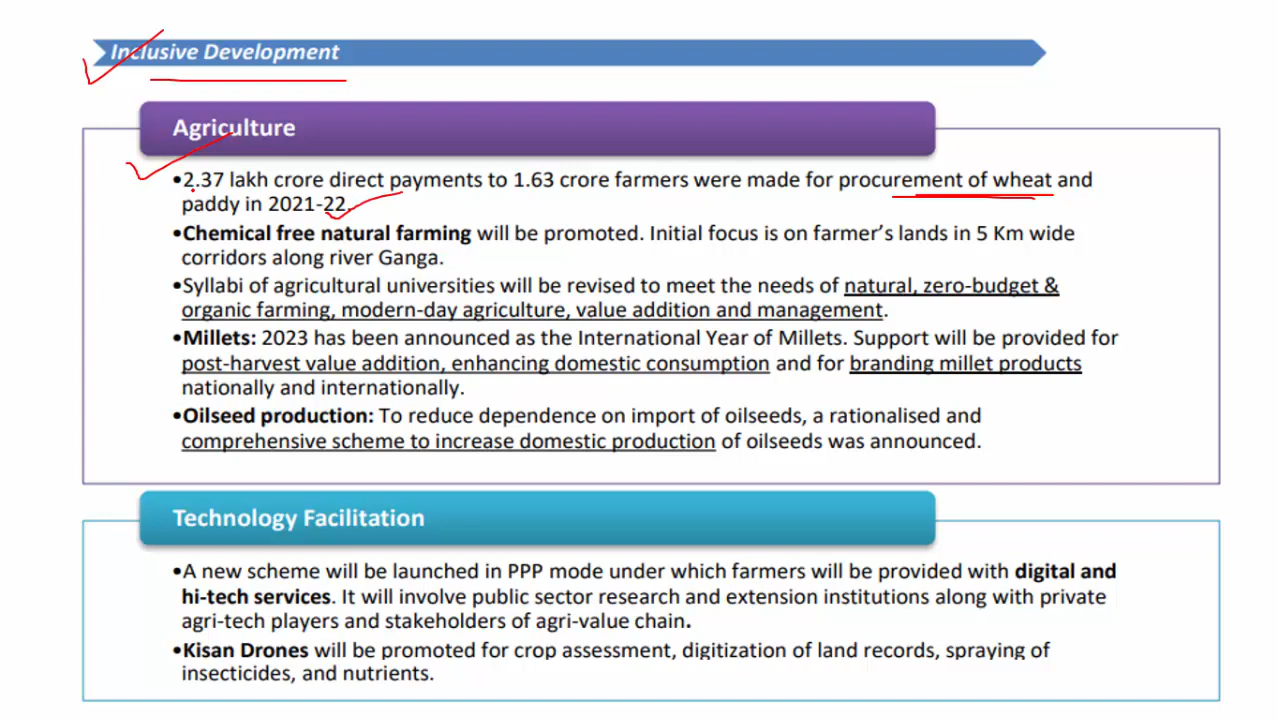 Inclusive Development
Agriculture
•2.37 lakh crore direct payments to 1.63 crore farmers were made for procurement of wheat and
paddy in 2021-22.
•Chemical free natural farming will be promoted. Initial focus is on farmer’s lands in 5 Km wide
corridors along river Ganga.
•Syllabi of agricultural universities will be revised to meet the needs of natural, zero-budget &
organic farming, modern-day agriculture, value addition and management.
•Millets: 2023 has been announced as the International Year of Millets. Support will be provided for
post-harvest value addition, enhancing domestic consumption and for branding millet products
nationally and internationally.
•Oilseed production: To reduce dependence on import of oilseeds, a rationalised and
comprehensive scheme to increase domestic production of oilseeds was announced.
Technology Facilitation
•A new scheme will be launched in PPP mode under which farmers will be provided with digital and
hi-tech services. It will involve public sector research and extension institutions along with private
agri-tech players and stakeholders of agri-value chain.
•Kisan Drones will be promoted for crop assessment, digitization of land records, spraying of
insecticides, and nutrients.